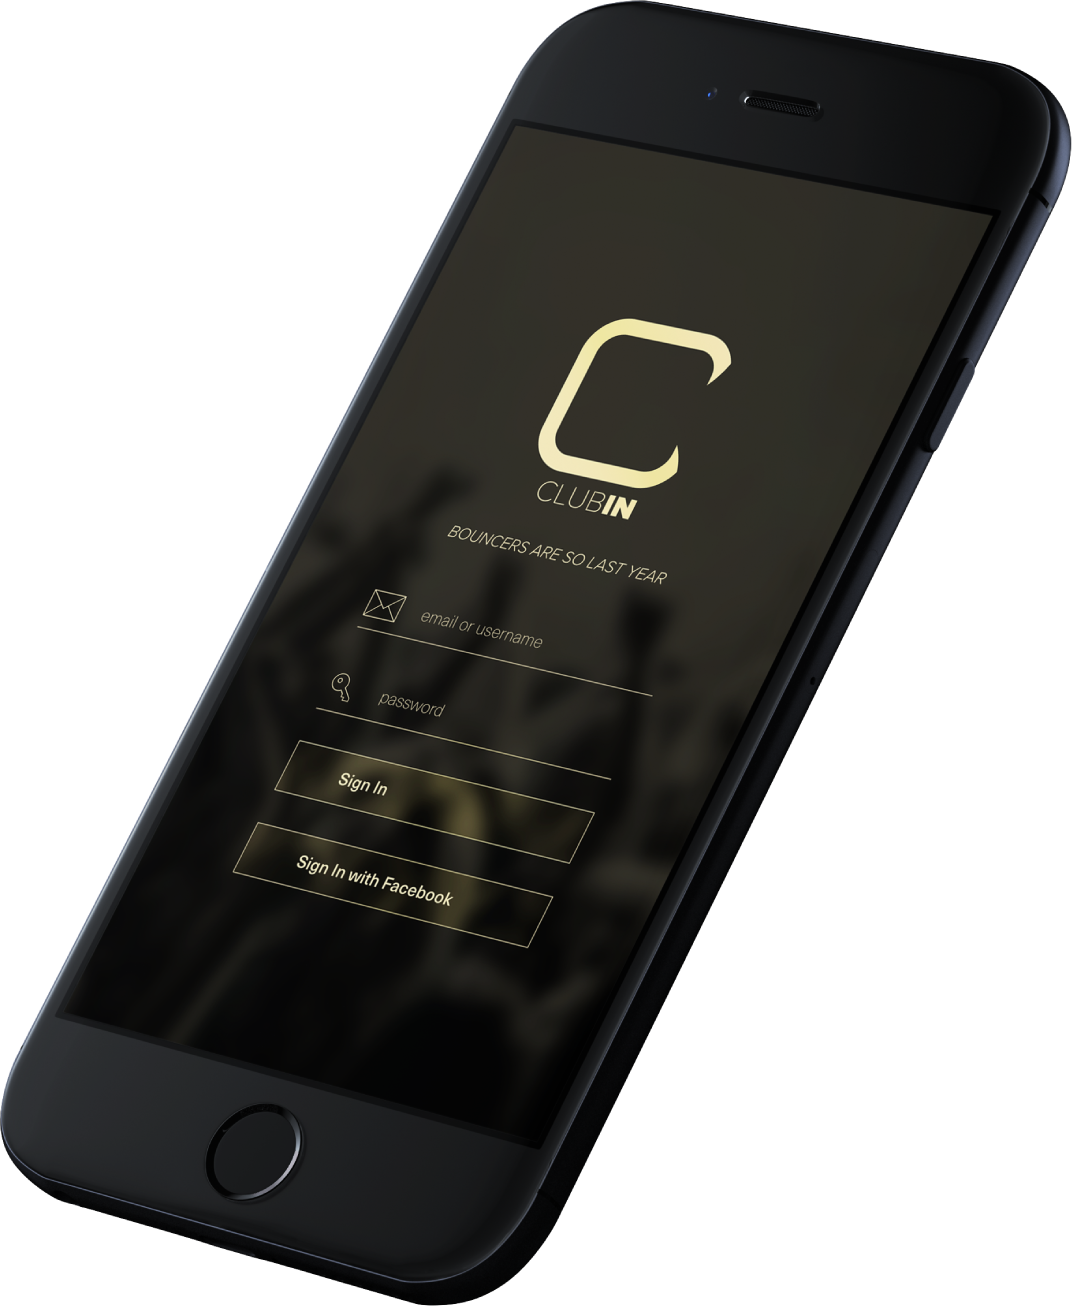 CLUBIN
BOUNCERS ARE SO LAST YEAR
email or username
password
Sign In
Sign In with Facebook